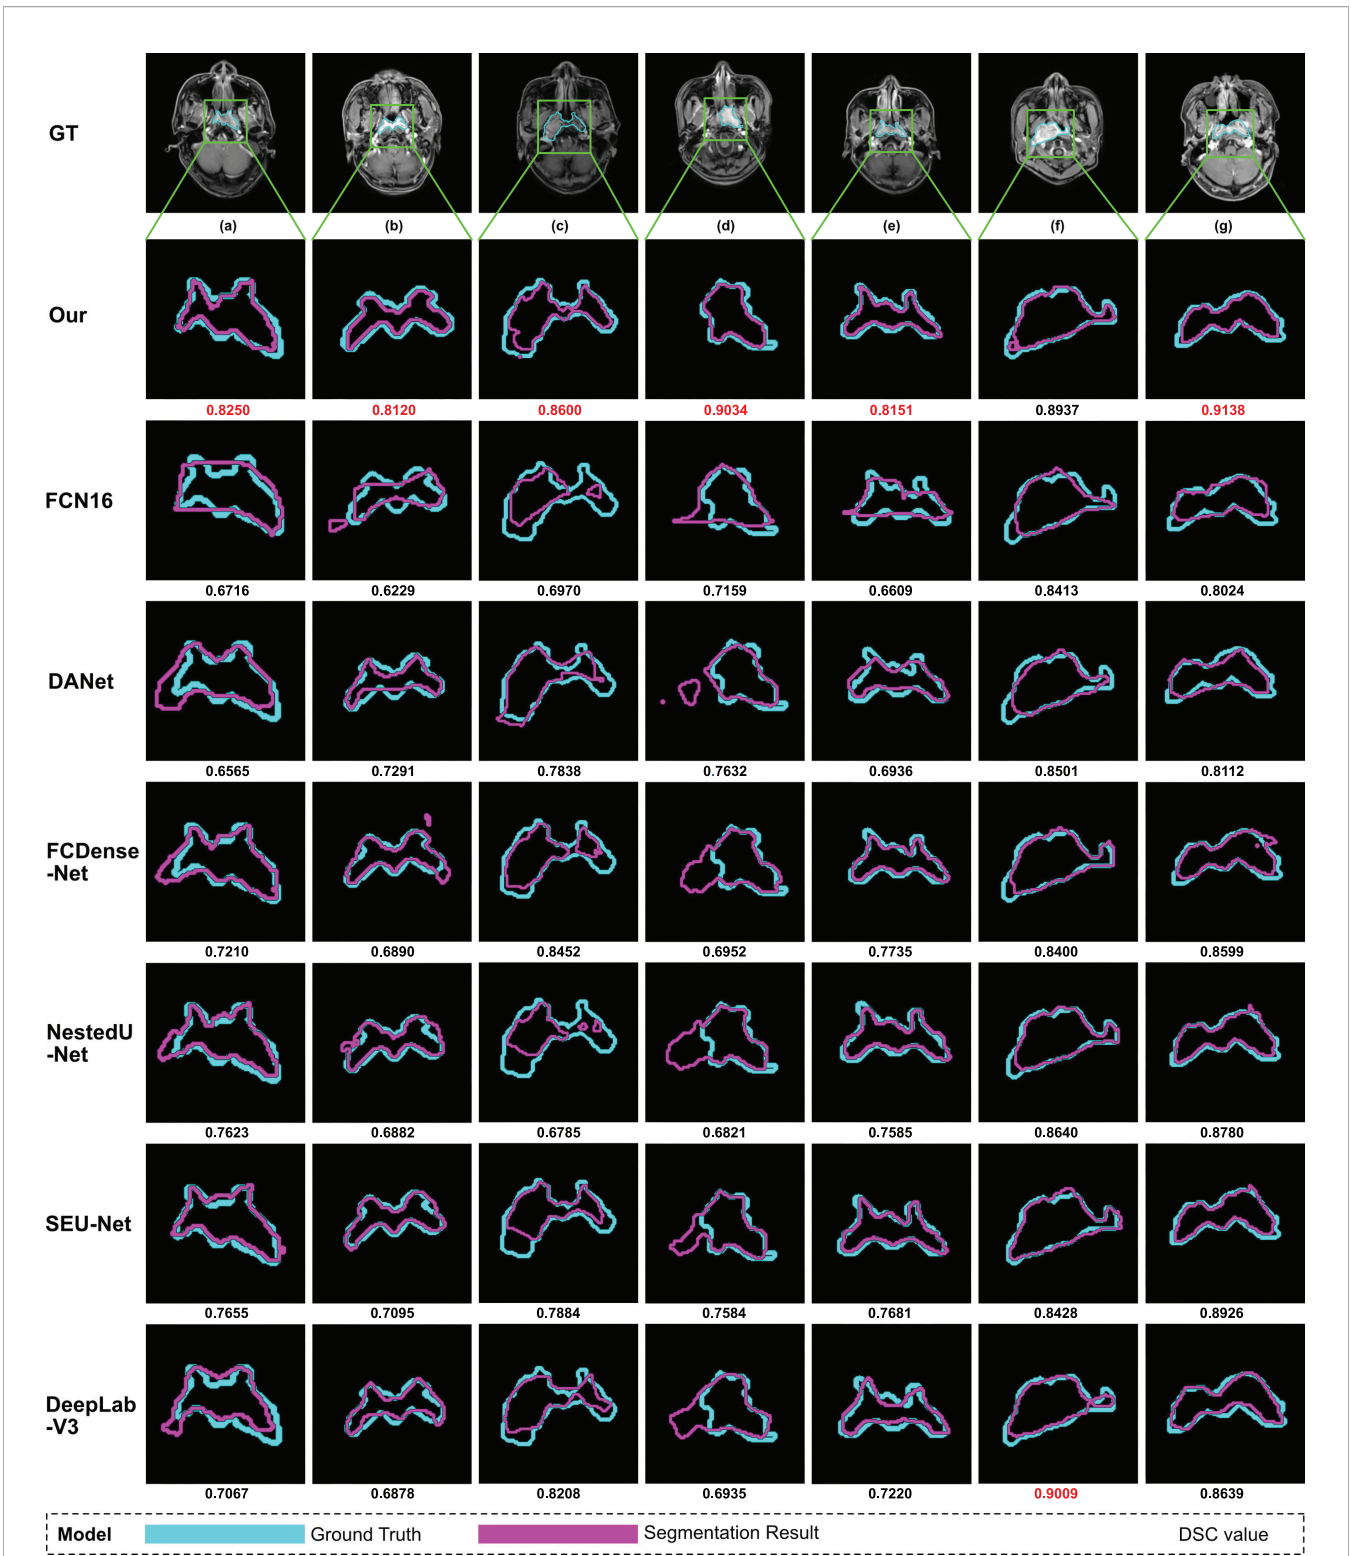 GT
(a) (b) (c) (d) (e) (f) (g)
Our
0.8250 0.8120 0.8600 0.9034 0.8151 0.8937 0.9138
FCN16
0.6716 0.6229 0.6970 0.7159 0.6609 0.8413 0.8024
DANet
0.6565 0.7291 0.7838 0.7632 0.6936 0.8501 0.8112
FCDense
-Net
0.7210 0.6890 0.8452 0.6952 0.7735 0.8400 0.8599
NestedU
-Net
0.7623 0.6882 0.6785 0.6821 0.7585 0.8640 0.8780
SEU-Net
0.7655 0.7095 0.7884 0.7584 0.7681 0.8428 0.8926
DeepLab
-V3
0.7067 0.6878 0.8208 0.6935 0.7220 0.9009 0.8639
Model Ground Truth Segmentation Result DSC value